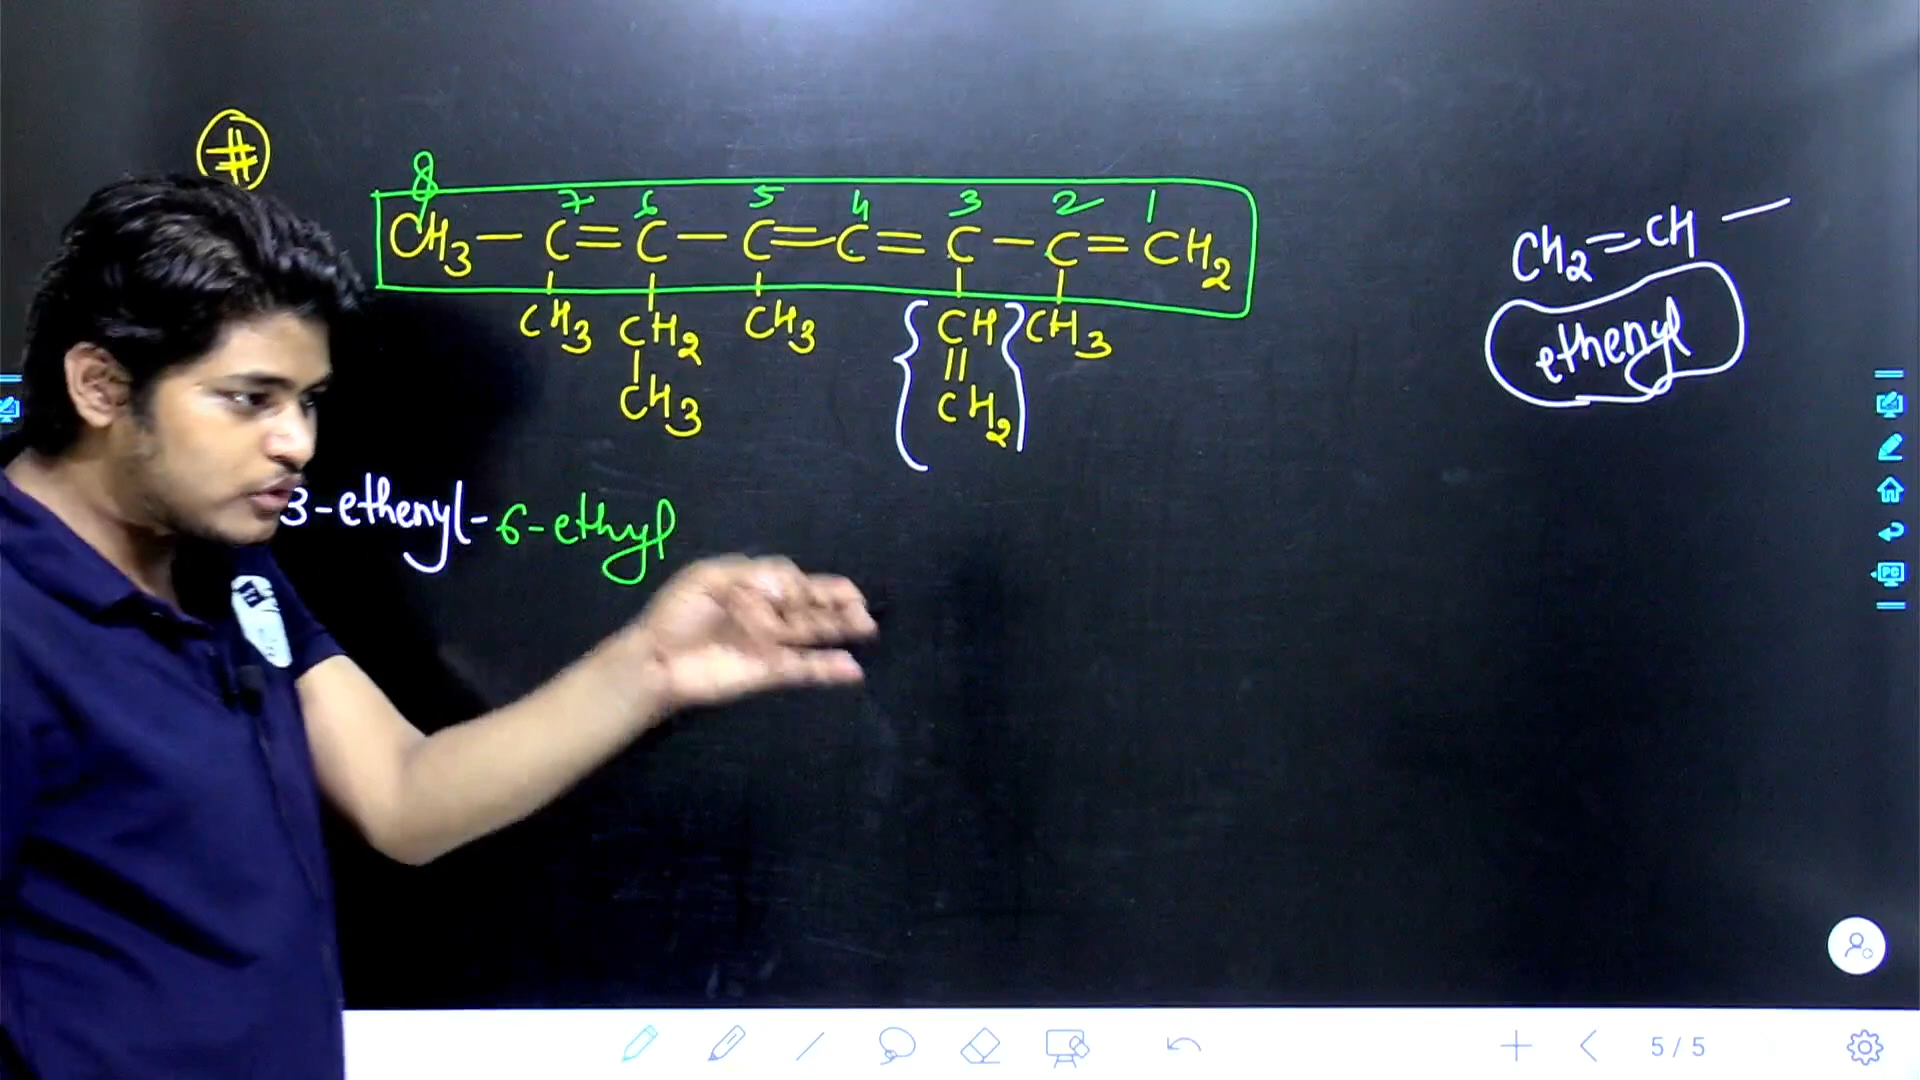 #
8 7 6 5 4 3 2 1
CH3—C=C—C=C=C—C=CH2
CH3 CH2 CH3 CH CH3
CH3 CH2
CH2=CH—
ethenyl
3-ethenyl-6-ethyl
PC
5/5